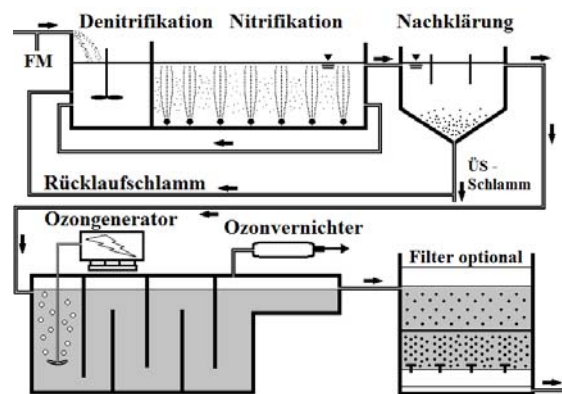 Denitrifikation
Nitrifikation
Nachklärung
FM
Rücklaufschlamm
ÜS -
Schlamm
Ozongenerator
Ozonvernichter
Filter optional